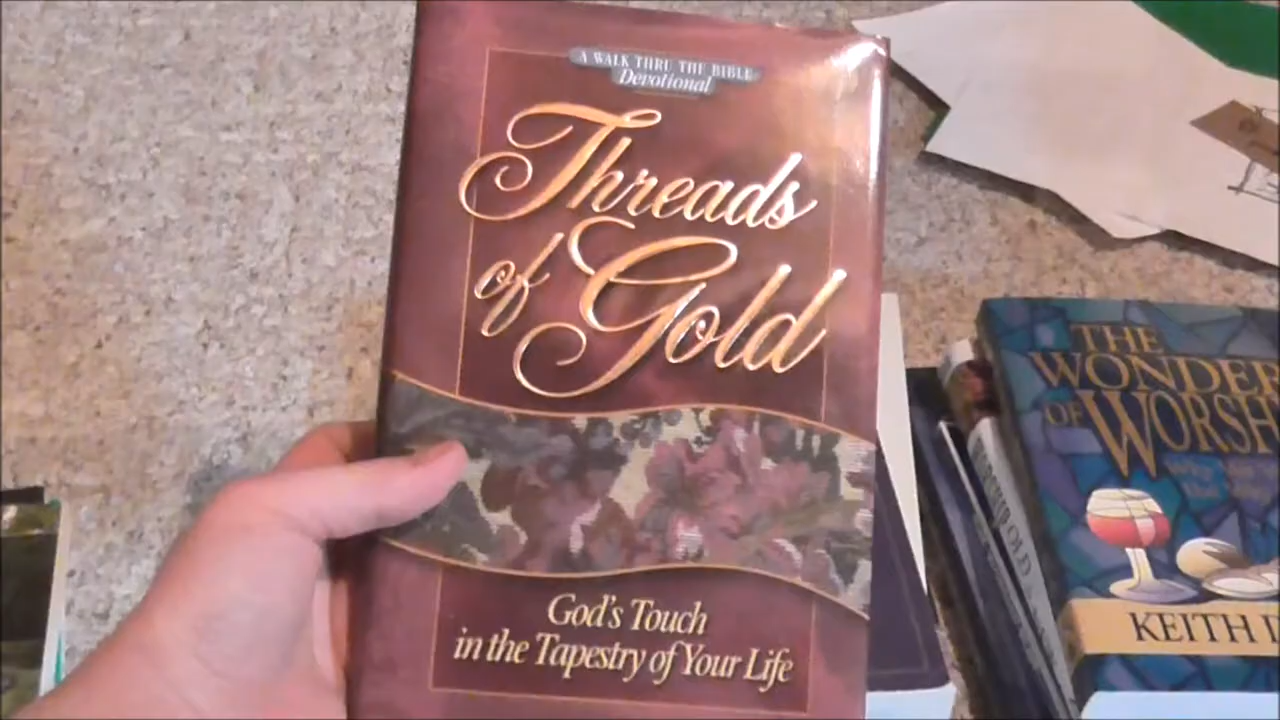 A WALK THRU THE BIBLE
Devotional
Threads
of Gold
God's Touch
in the Tapestry of Your Life
THE
WONDER
OF WORSH
KEITH